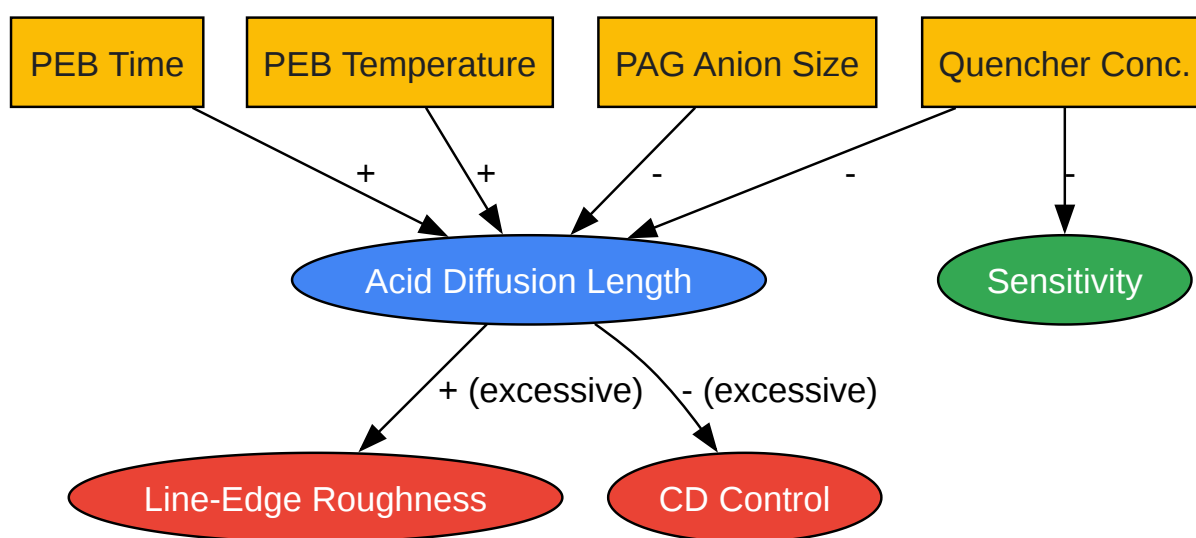 PEB Time
PEB Temperature
PAG Anion Size
Quencher Conc.
+
+
-
-
-
Acid Diffusion Length
Sensitivity
+ (excessive)
- (excessive)
Line-Edge Roughness
CD Control